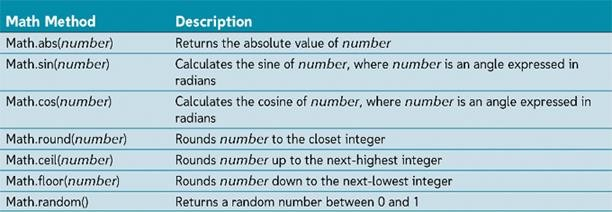 Math Method Description
Math.abs(number) Returns the absolute value of number
Math.sin(number) Calculates the sine of number, where number is an angle expressed in
radians
Math.cos(number) Calculates the cosine of number, where number is an angle expressed in
radians
Math.round(number) Rounds number to the closet integer
Math.ceil(number) Rounds number up to the next-highest integer
Math.floor(number) Rounds number down to the next-lowest integer
Math.random() Returns a random number between 0 and 1